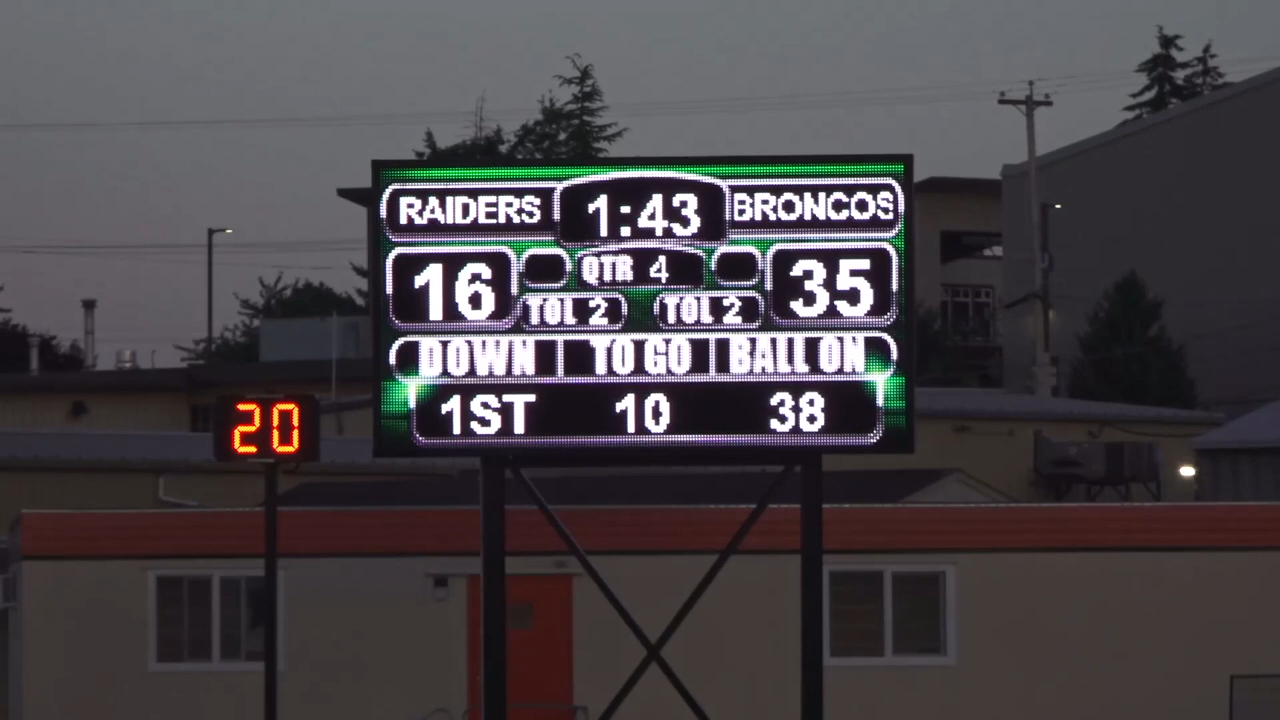 RAIDERS 1:43 BRONCOS
16 QTR 4 35
TOL 2 TOL 2
DOWN TO GO BALL ON
1ST 10 38
20